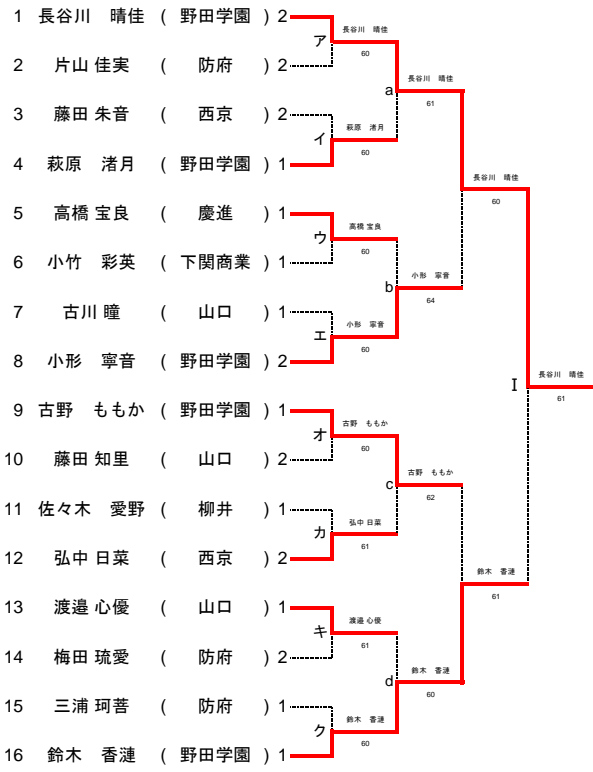 1 長谷川 晴佳 ( 野田学園 ) 2
2 片山 佳実 ( 防府 ) 2
3 藤田 朱音 ( 西京 ) 2
4 萩原 渚月 ( 野田学園 ) 1
5 高橋 宝良 ( 慶進 ) 1
6 小竹 彩英 ( 下関商業 ) 1
7 古川 瞳 ( 山口 ) 1
8 小形 寧音 ( 野田学園 ) 2
9 古野 ももか ( 野田学園 ) 1
10 藤田 知里 ( 山口 ) 2
11 佐々木 愛野 ( 柳井 ) 1
12 弘中 日菜 ( 西京 ) 2
13 渡邉 心優 ( 山口 ) 1
14 梅田 琉愛 ( 防府 ) 2
15 三浦 珂菩 ( 防府 ) 1
16 鈴木 香漣 ( 野田学園 ) 1
ア
長谷川 晴佳
60
イ
萩原 渚月
60
ウ
高橋 宝良
60
エ
小形 寧音
60
オ
古野 ももか
60
カ
弘中 日菜
61
キ
渡邉 心優
61
ク
鈴木 香漣
60
a
長谷川 晴佳
61
b
小形 寧音
64
c
古野 ももか
62
d
鈴木 香漣
60
長谷川 晴佳
60
鈴木 香漣
61
I
長谷川 晴佳
61